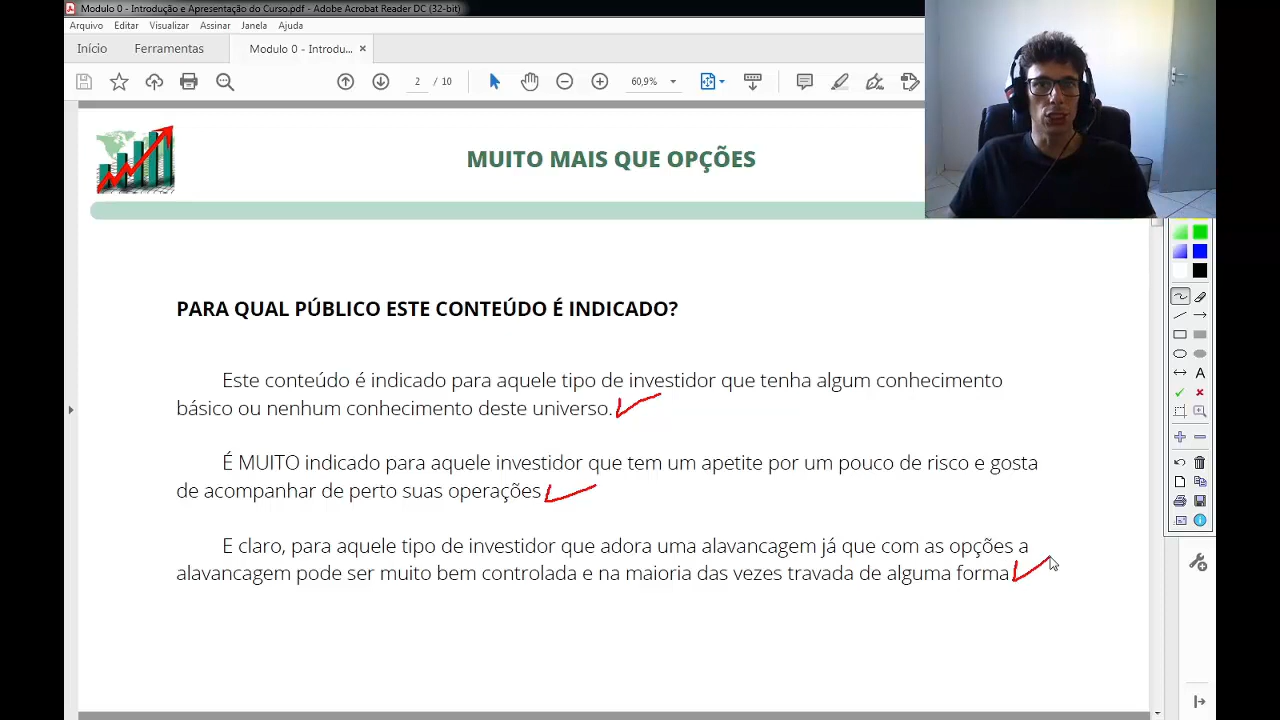 Modulo 0 - Introdução e Apresentação do Curso.pdf - Adobe Acrobat Reader DC (32-bit)
Arquivo Editar Visualizar Assinar Janela Ajuda
Início Ferramentas Modulo 0 - Introdu... ×
2 / 10 60,9%
MUITO MAIS QUE OPÇÕES
PARA QUAL PÚBLICO ESTE CONTEÚDO É INDICADO?
Este conteúdo é indicado para aquele tipo de investidor que tenha algum conhecimento
básico ou nenhum conhecimento deste universo.
É MUITO indicado para aquele investidor que tem um apetite por um pouco de risco e gosta
de acompanhar de perto suas operações
E claro, para aquele tipo de investidor que adora uma alavancagem já que com as opções a
alavancagem pode ser muito bem controlada e na maioria das vezes travada de alguma forma
A